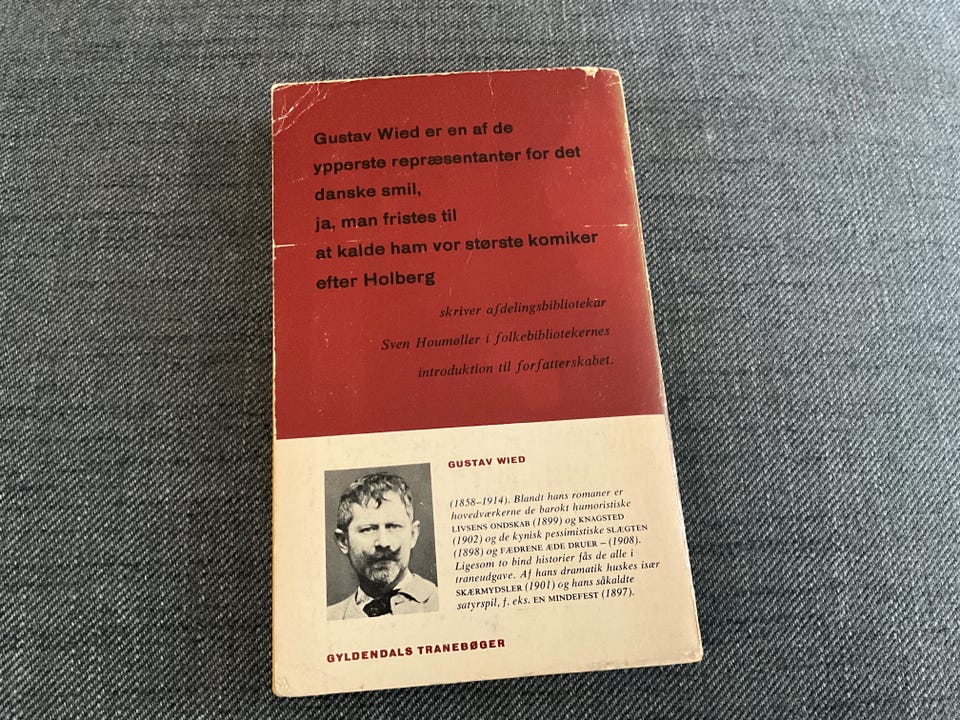 Gustav Wied er en af de
ypperste repræsentanter for det
danske smil,
ja, man fristes til
at kalde ham vor største komiker
efter Holberg
skriver afdelingsbibliotekar
Sven Houmøller i folkebibliotekernes
introduktion til forfatterskabet.
GUSTAV WIED
(1858–1914). Blandt hans romaner er
hovedværkerne de barokt humoristiske
LIVSENS ONDSKAB (1899) og KNAGSTED
(1902) og de kynisk pessimistiske SLÆGTEN
(1898) og FÆDRENE ÆDE DRUER – (1908).
Ligesom to bind historier fås de alle i
traneudgave. Af hans dramatik huskes især
SKÆRMYDSLER (1901) og hans såkaldte
satyrspil, f. eks. EN MINDEFEST (1897).
GYLDENDALS TRANEBØGER